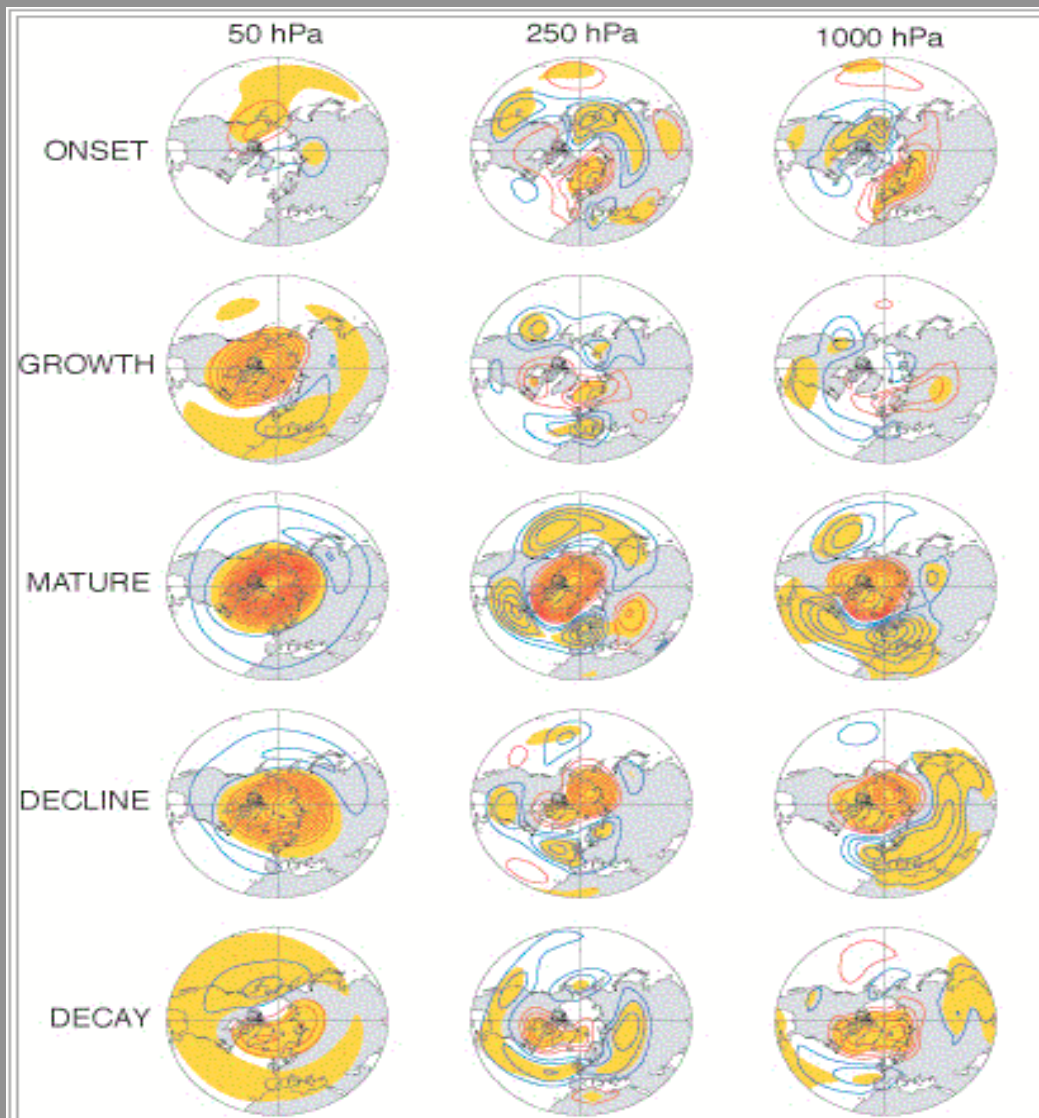 50 hPa 250 hPa 1000 hPa
ONSET
GROWTH
MATURE
DECLINE
DECAY